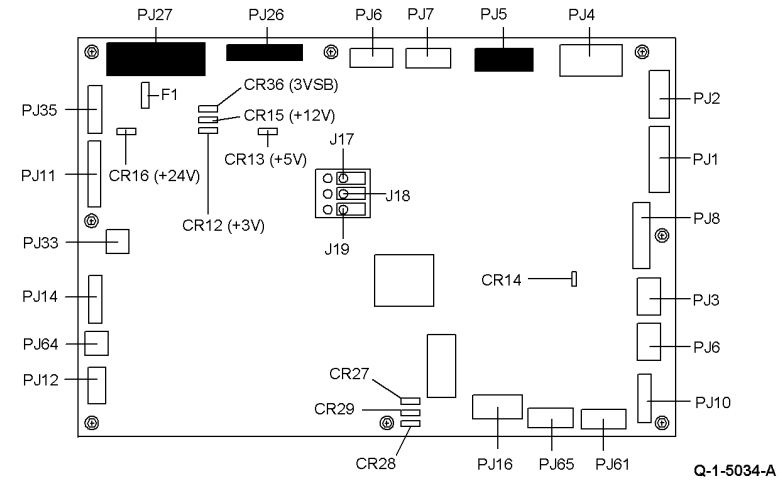 PJ27 PJ26 PJ6 PJ7 PJ5 PJ4
CR36 (3VSB)
F1
PJ35
CR15 (+12V)
PJ2
J17
CR13 (+5V)
PJ1
PJ11
CR16 (+24V)
J18
CR12 (+3V)
PJ8
PJ33
J19
CR14
PJ14
PJ3
PJ64
PJ6
CR27
PJ12
PJ10
CR29
CR28 PJ16 PJ65 PJ61
Q-1-5034-A